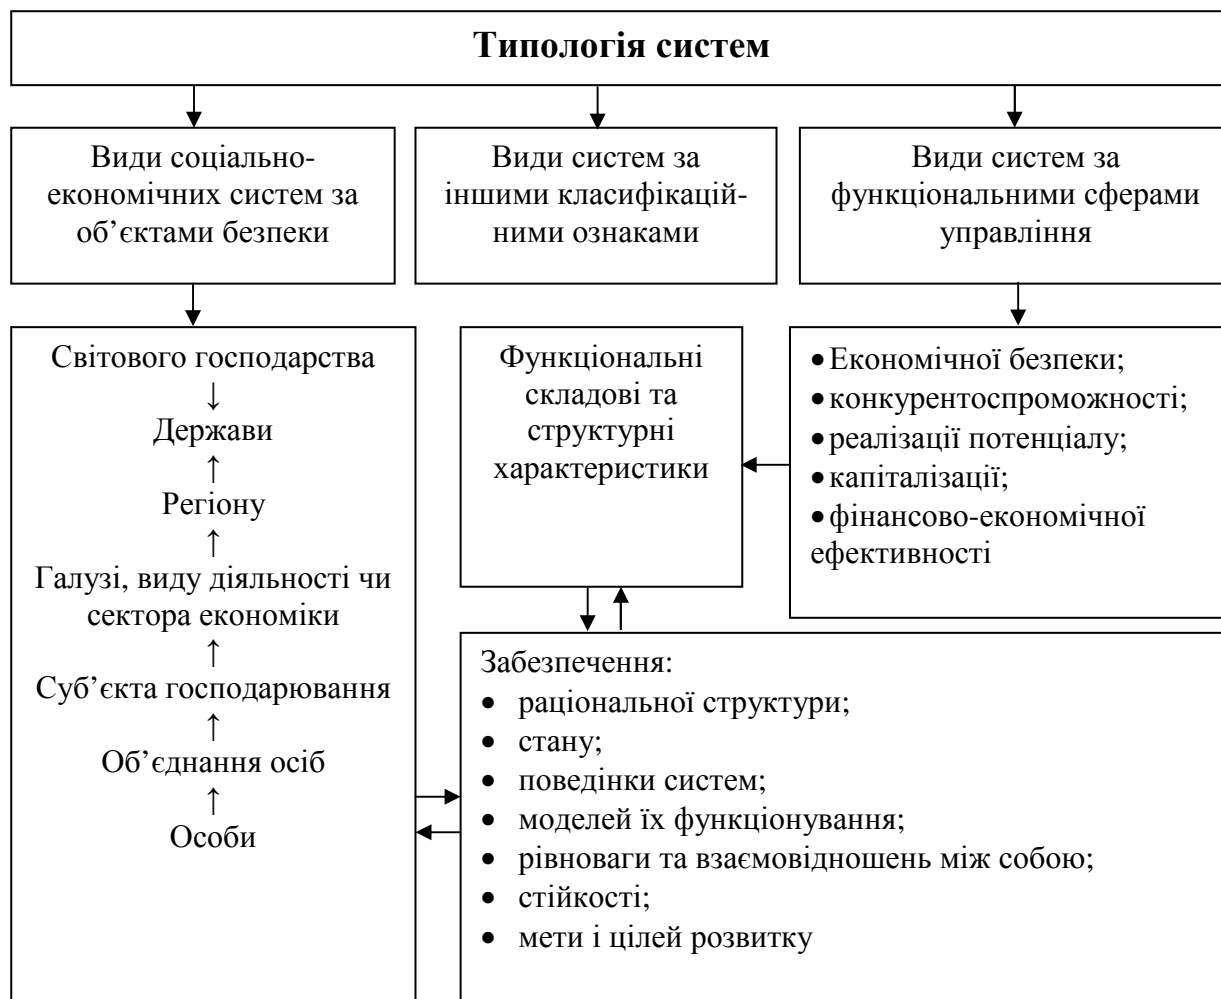 Типологія систем
Види соціально-
економічних систем за
об’єктами безпеки
Види систем за
іншими класифікацій-
ними ознаками
Види систем за
функціональними сферами
управління
Світового господарства
↓
Держави
↑
Регіону
↑
Галузі, виду діяльності чи
сектора економіки
↑
Суб’єкта господарювання
↑
Об’єднання осіб
↑
Особи
Функціональні
складові та
структурні
характеристики
• Економічної безпеки;
• конкурентоспроможності;
• реалізації потенціалу;
• капіталізації;
• фінансово-економічної
ефективності
Забезпечення:
• раціональної структури;
• стану;
• поведінки систем;
• моделей їх функціонування;
• рівноваги та взаємовідношень між собою;
• стійкості;
• мети і цілей розвитку